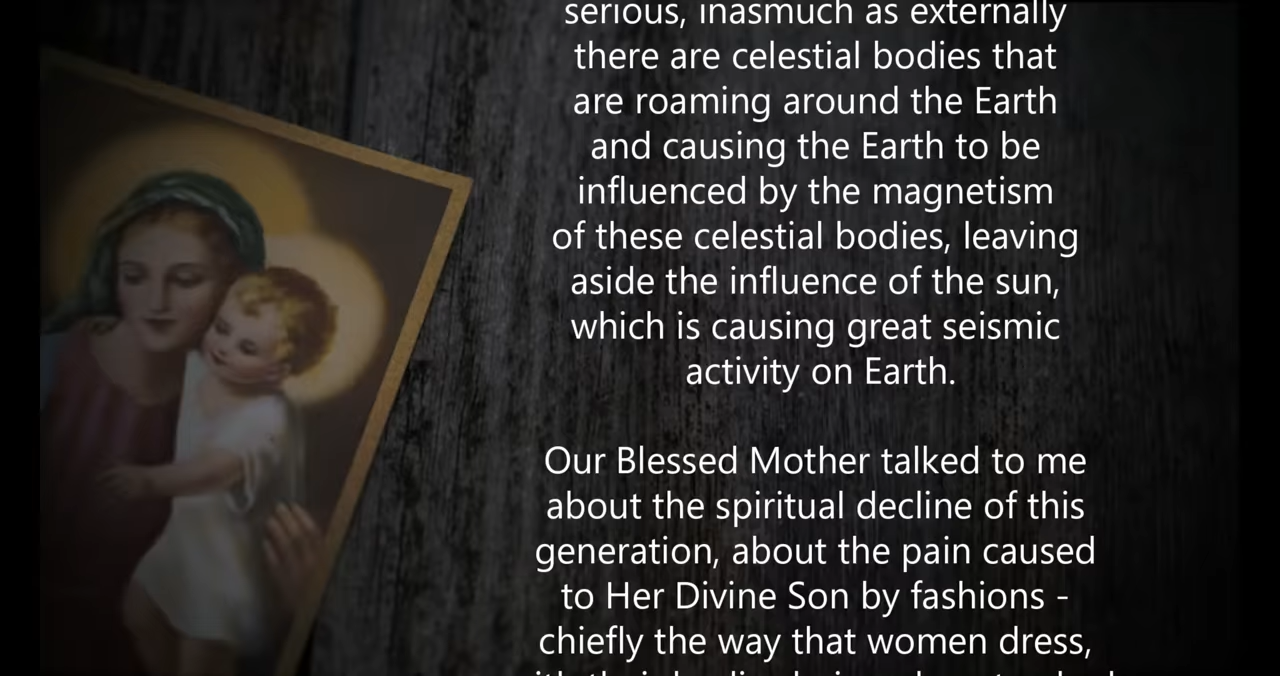 serious, inasmuch as externally
there are celestial bodies that
are roaming around the Earth
and causing the Earth to be
influenced by the magnetism
of these celestial bodies, leaving
aside the influence of the sun,
which is causing great seismic
activity on Earth.
Our Blessed Mother talked to me
about the spiritual decline of this
generation, about the pain caused
to Her Divine Son by fashions -
chiefly the way that women dress,